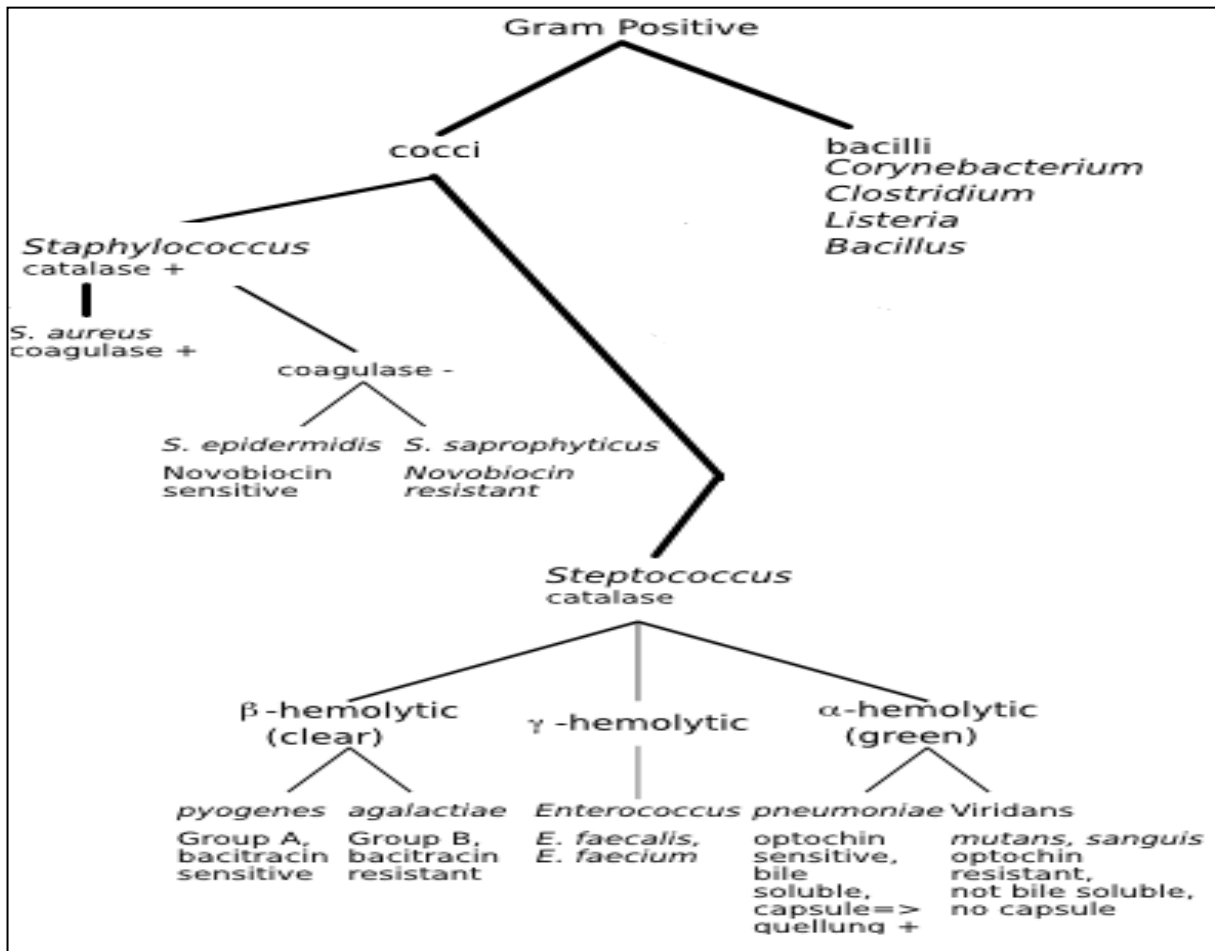 Gram Positive
cocci
bacilli
Corynebacterium
Clostridium
Listeria
Bacillus
Staphylococcus
catalase +
S. aureus
coagulase +
coagulase -
S. epidermidis
Novobiocin
sensitive
S. saprophyticus
Novobiocin
resistant
Steptococcus
catalase
β-hemolytic
(clear)
γ -hemolytic
α-hemolytic
(green)
pyogenes
Group A,
bacitracin
sensitive
agalactiae
Group B,
bacitracin
resistant
Enterococcus
E. faecalis,
E. faecium
pneumoniae
optochin
sensitive,
bile
soluble,
capsule=>
quellung +
Viridans
mutans, sanguis
optochin
resistant,
not bile soluble,
no capsule